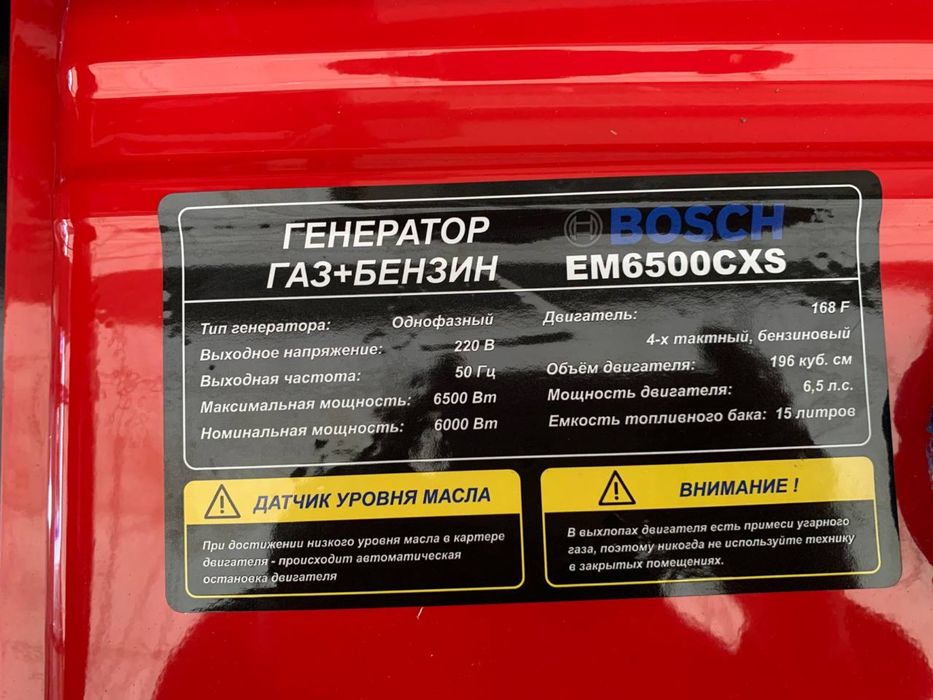 ГЕНЕРАТОР
ГАЗ+БЕНЗИН
BOSCH
EM6500CXS
Тип генератора: Однофазный
Выходное напряжение: 220 В
Выходная частота: 50 Гц
Максимальная мощность: 6500 Вт
Номинальная мощность: 6000 Вт
Двигатель: 168 F
4-х тактный, бензиновый
Объём двигателя: 196 куб. см
Мощность двигателя: 6,5 л.с.
Емкость топливного бака: 15 литров
ДАТЧИК УРОВНЯ МАСЛА
При достижении низкого уровня масла в картере
двигателя - происходит автоматическая
остановка двигателя
ВНИМАНИЕ !
В выхлопах двигателя есть примеси угарного
газа, поэтому никогда не используйте технику
в закрытых помещениях.